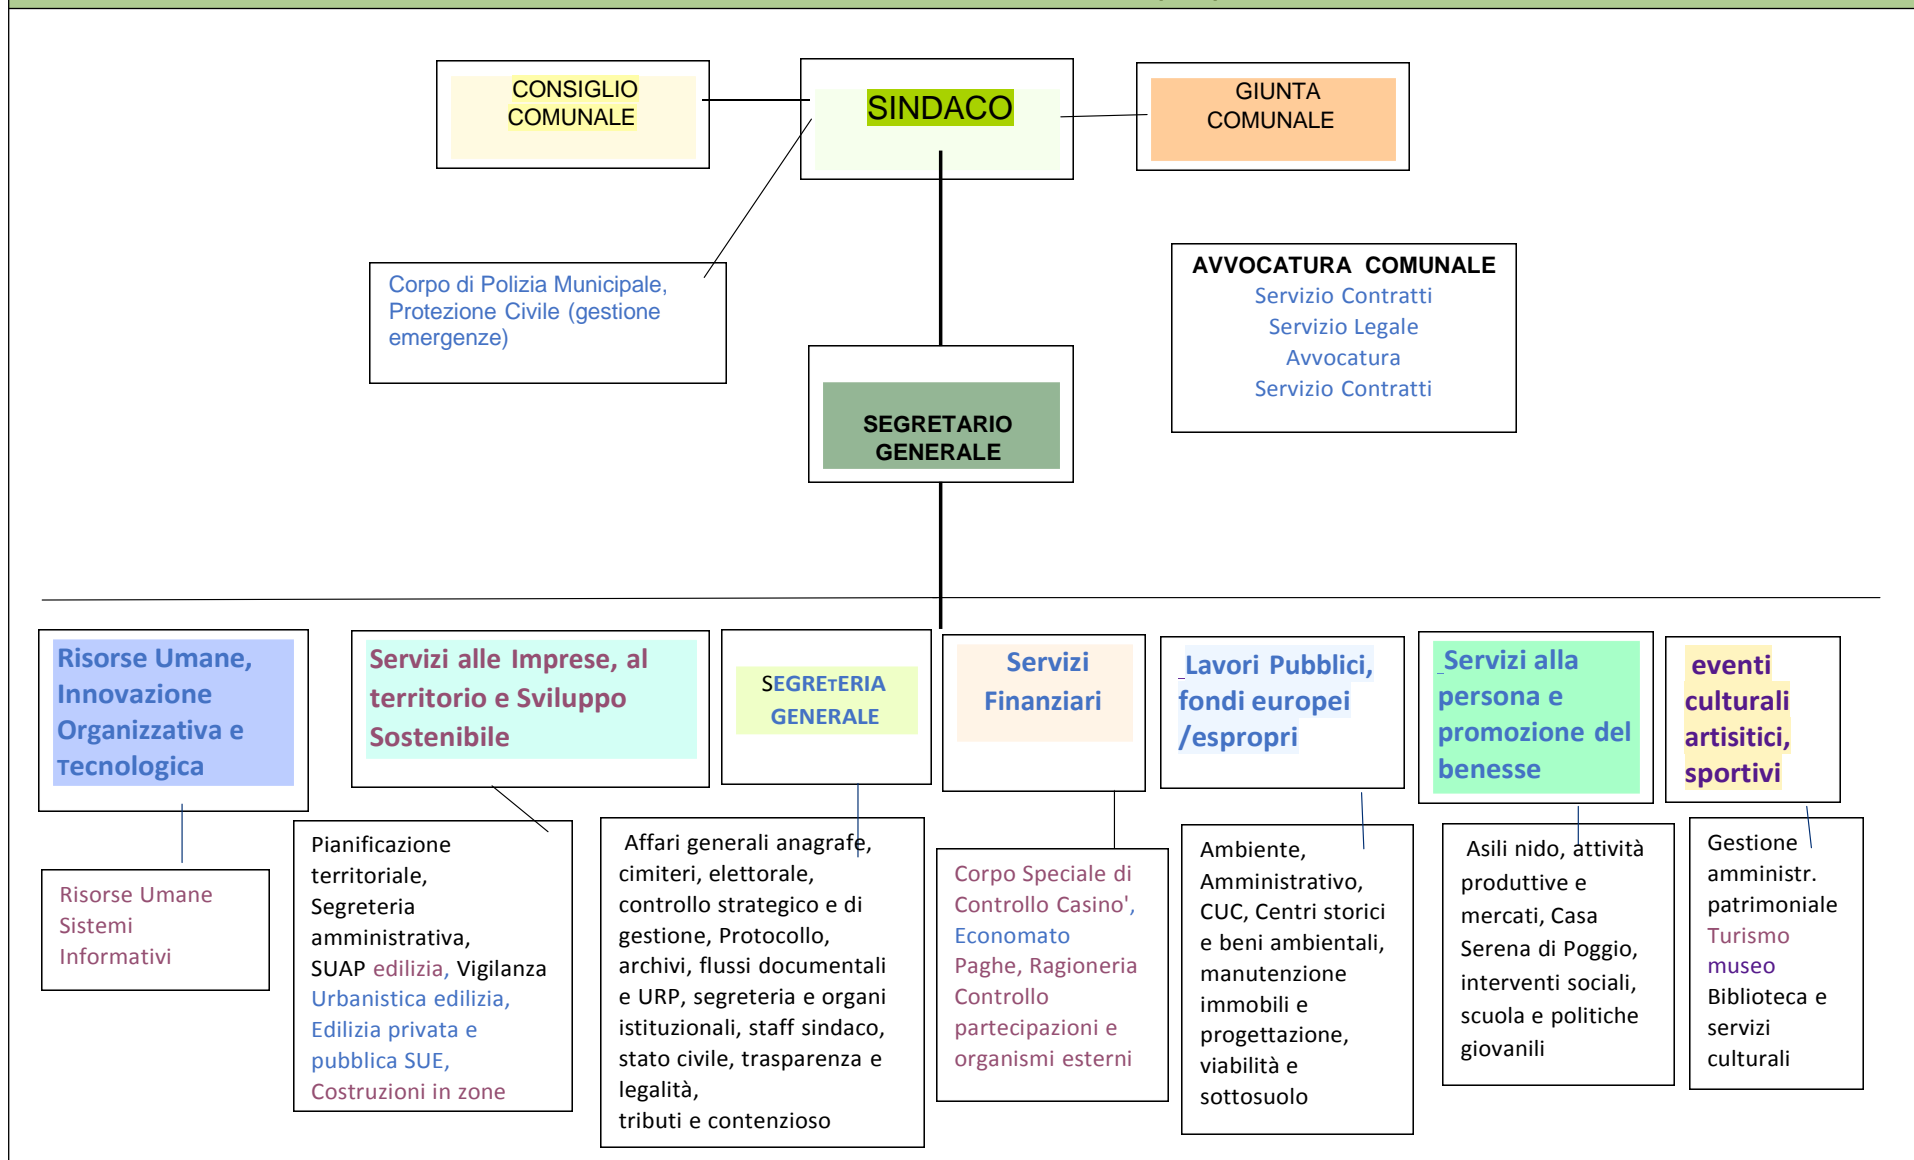 CONSIGLIO
COMUNALE
SINDACO
GIUNTA
COMUNALE
Corpo di Polizia Municipale,
Protezione Civile (gestione
emergenze)
AVVOCATURA COMUNALE
Servizio Contratti
Servizio Legale
Avvocatura
Servizio Contratti
SEGRETARIO
GENERALE
Risorse Umane,
Innovazione
Organizzativa e
Tecnologica
Servizi alle Imprese, al
territorio e Sviluppo
Sostenibile
SEGRETERIA
GENERALE
Servizi
Finanziari
Lavori Pubblici,
fondi europei
/espropri
Servizi alla
persona e
promozione del
benesse
eventi
culturali
artisitici,
sportivi
Risorse Umane
Sistemi
Informativi
Pianificazione
territoriale,
Segreteria
amministrativa,
SUAP edilizia, Vigilanza
Urbanistica edilizia,
Edilizia privata e
pubblica SUE,
Costruzioni in zone
Affari generali anagrafe,
cimiteri, elettorale,
controllo strategico e di
gestione, Protocollo,
archivi, flussi documentali
e URP, segreteria e organi
istituzionali, staff sindaco,
stato civile, trasparenza e
legalità,
tributi e contenzioso
Corpo Speciale di
Controllo Casino',
Economato
Paghe, Ragioneria
Controllo
partecipazioni e
organismi esterni
Ambiente,
Amministrativo,
CUC, Centri storici
e beni ambientali,
manutenzione
immobili e
progettazione,
viabilità e
sottosuolo
Asili nido, attività
produttive e
mercati, Casa
Serena di Poggio,
interventi sociali,
scuola e politiche
giovanili
Gestione
amministr.
patrimoniale
Turismo
museo
Biblioteca e
servizi
culturali